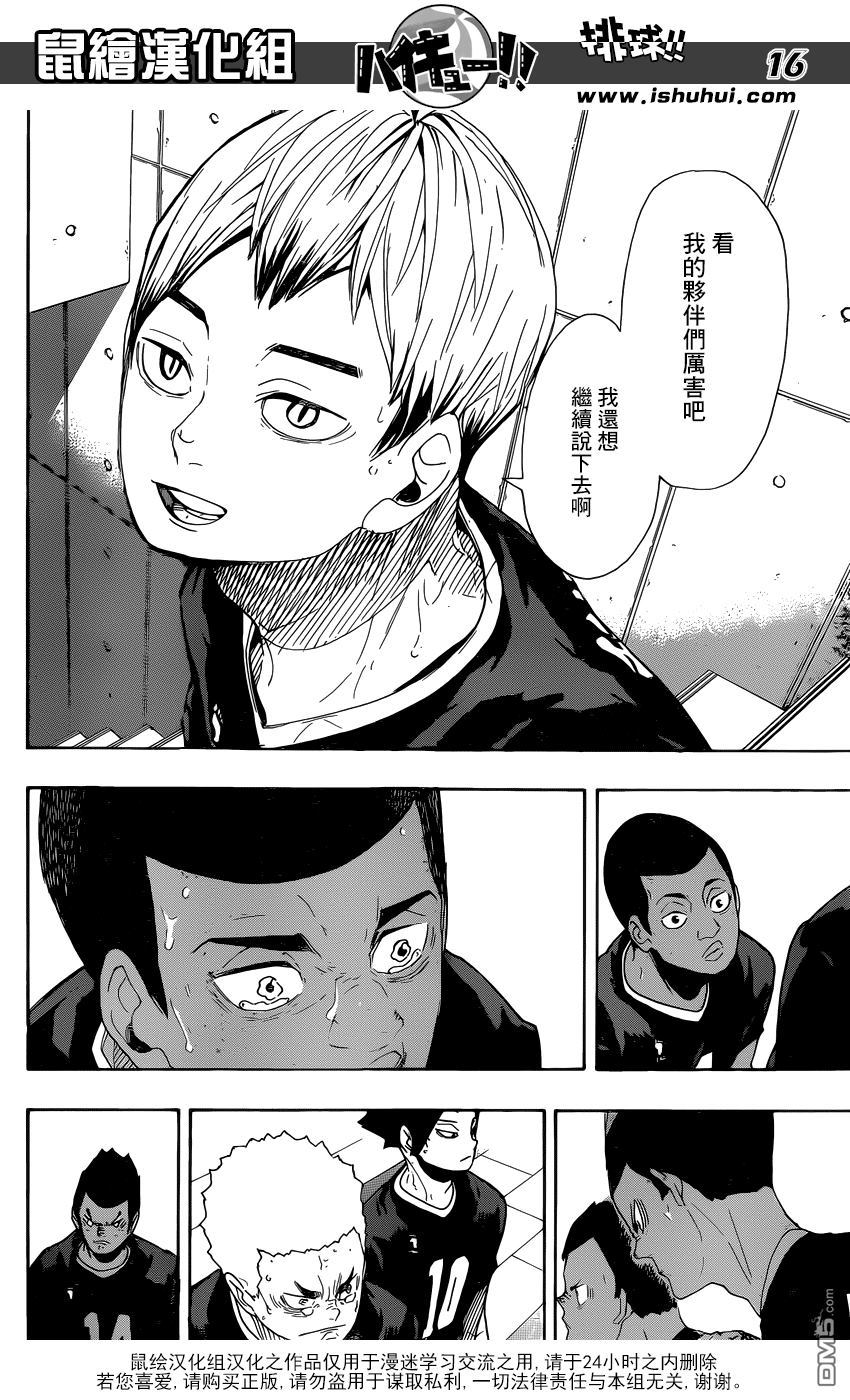 鼠繪漢化組
ハイキュー!!
排球!!
16
www.ishuhui.com
看
我的夥伴們厲害吧
我還想
繼續說下去啊
14
1
10
DM5.com
鼠绘汉化组汉化之作品仅用于漫迷学习交流之用, 请于24小时之内删除
若您喜爱, 请购买正版, 请勿盗用于谋取私利, 一切法律责任与本组无关, 谢谢。